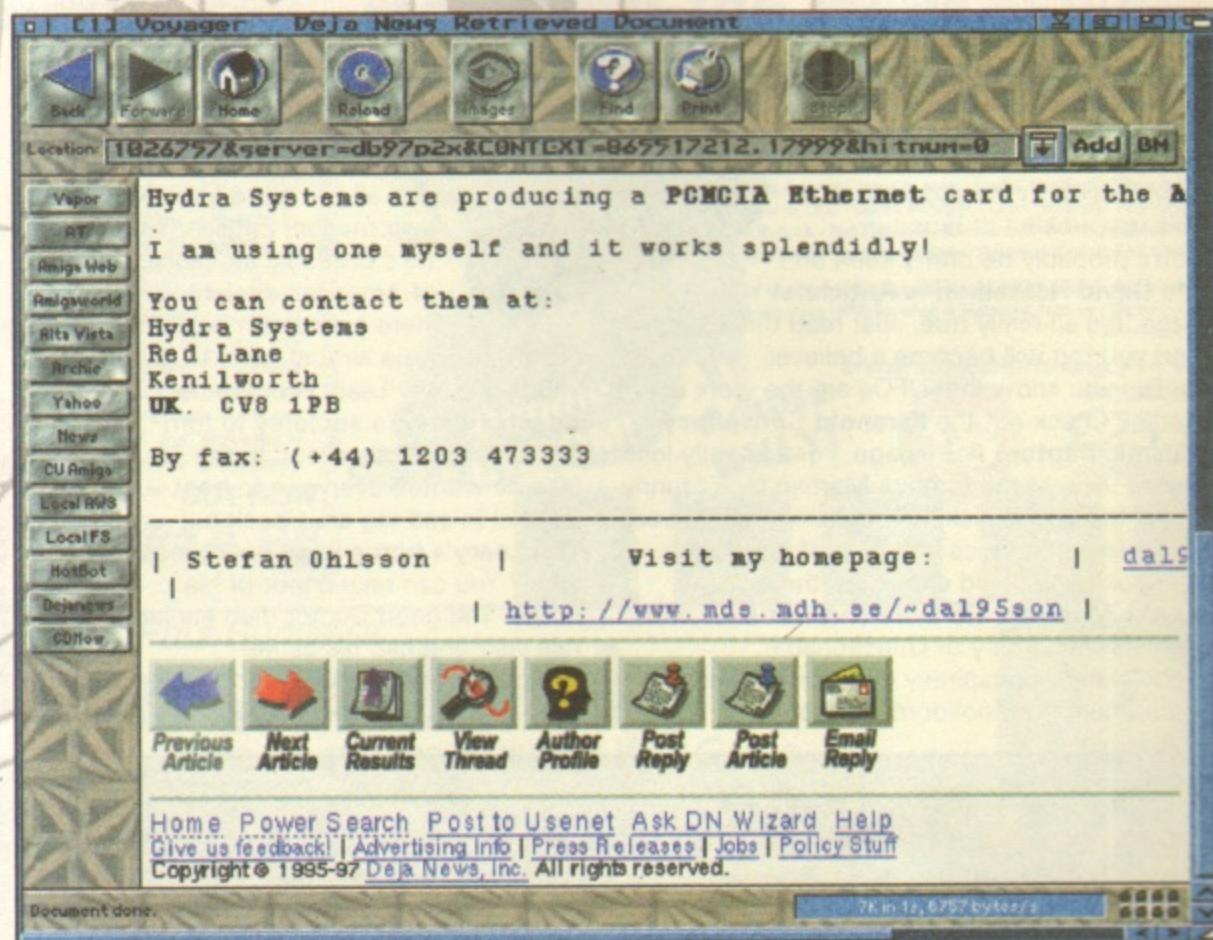 [1] Voyager Deja News Retrieved Document
Back Forward Home Reload Images Find Print Stop
Location: 1026757&server=db97p2x&CONTEXT=865517212.17999&hitnum=0 Add BM
Vapor
AT
Amiga Web
Amigaworld
Alta Vista
Archie
Yahoo
News
CU Amiga
Local AWS
Local FS
HotBot
Dejanews
CDNow
Hydra Systems are producing a PCMCIA Ethernet card for the A
I am using one myself and it works splendidly!
You can contact them at:
Hydra Systems
Red Lane
Kenilworth
UK. CV8 1PB
By fax: (+44) 1203 473333
| Stefan Ohlsson | Visit my homepage: | dal9
|
| http://www.mds.mdh.se/~dal95son |
Previous Article Next Article Current Results View Thread Author Profile Post Reply Post Article Email Reply
Home Power Search Post to Usenet Ask DN Wizard Help
Give us feedback! | Advertising Info | Press Releases | Jobs | Policy Stuff
Copyright © 1995-97 Deja News, Inc. All rights reserved.
Document done. 7K in 1s, 6757 bytes/s